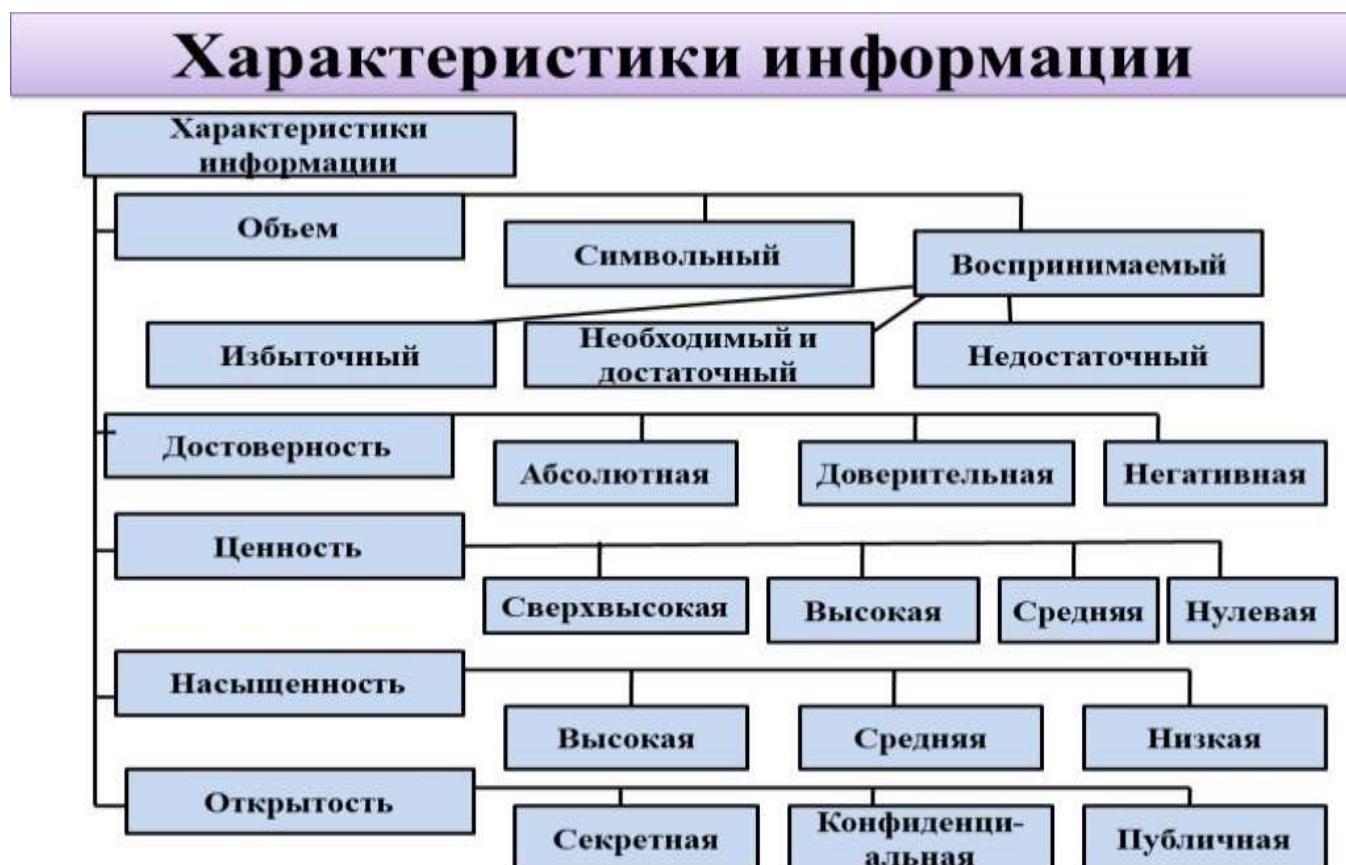 Характеристики информации
Характеристики
информации
Объем
Символьный
Воспринимаемый
Избыточный
Необходимый и
достаточный
Недостаточный
Достоверность
Абсолютная
Доверительная
Негативная
Ценность
Сверхвысокая
Высокая
Средняя
Нулевая
Насыщенность
Высокая
Средняя
Низкая
Открытость
Секретная
Конфиденци-
альная
Публичная